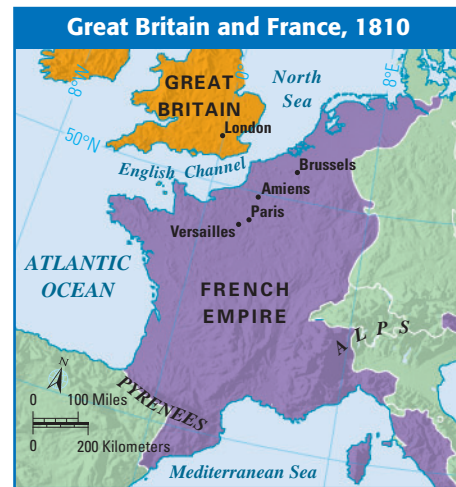 Great Britain and France, 1810
8°W
0°
8°E
50°N
North
Sea
GREAT
BRITAIN
London
English Channel
Brussels
Amiens
Paris
Versailles
ATLANTIC
OCEAN
FRENCH
EMPIRE
ALPS
N
0 100 Miles
0 200 Kilometers
PYRENEES
Mediterranean Sea